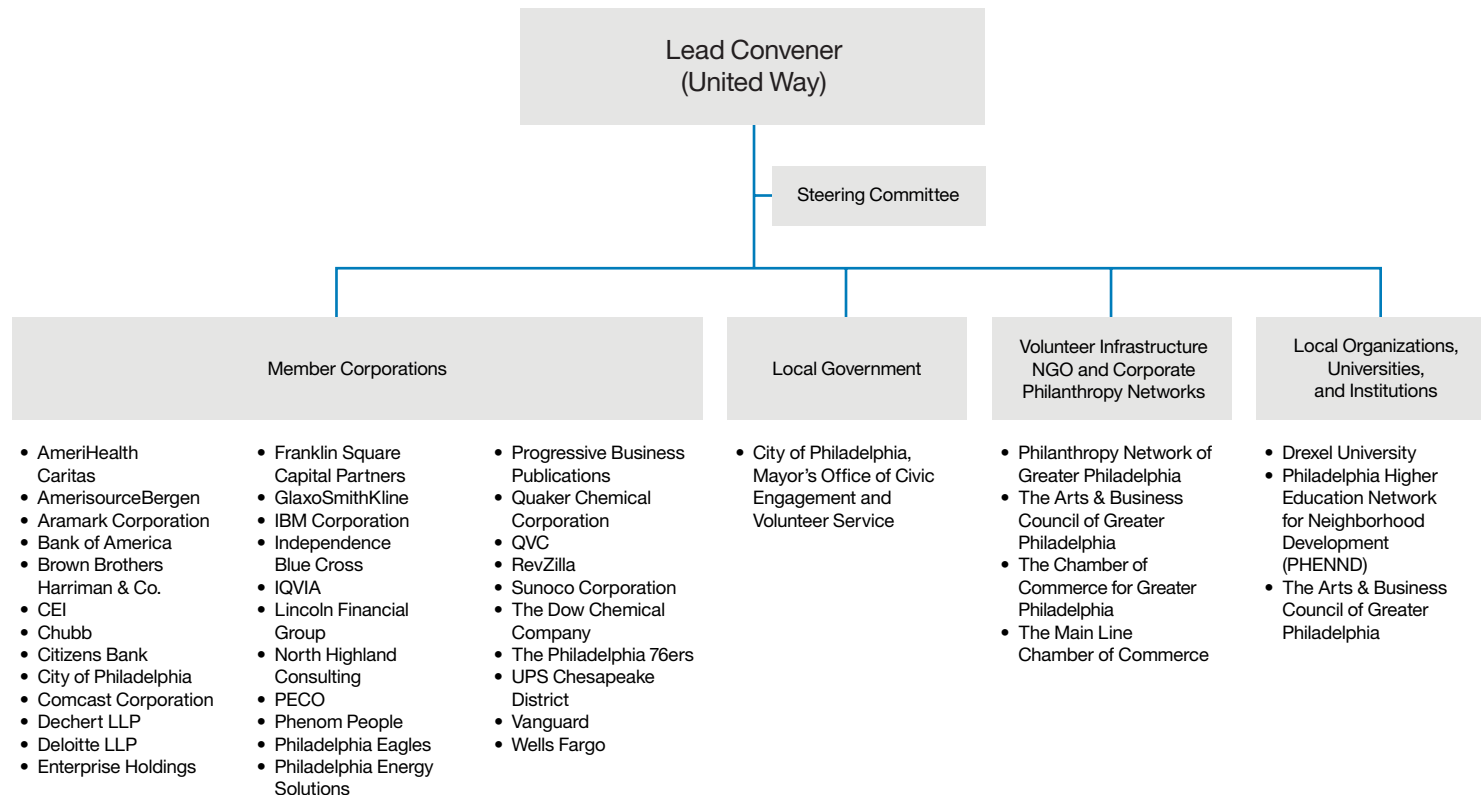 Lead Convener
(United Way)
Steering Committee
Member Corporations
• AmeriHealth
Caritas
• AmerisourceBergen
• Aramark Corporation
• Bank of America
• Brown Brothers
Harriman & Co.
• CEI
• Chubb
• Citizens Bank
• City of Philadelphia
• Comcast Corporation
• Dechert LLP
• Deloitte LLP
• Enterprise Holdings
• Franklin Square
Capital Partners
• GlaxoSmithKline
• IBM Corporation
• Independence
Blue Cross
• IQVIA
• Lincoln Financial
Group
• North Highland
Consulting
• PECO
• Phenom People
• Philadelphia Eagles
• Philadelphia Energy
Solutions
• Progressive Business
Publications
• Quaker Chemical
Corporation
• QVC
• RevZilla
• Sunoco Corporation
• The Dow Chemical
Company
• The Philadelphia 76ers
• UPS Chesapeake
District
• Vanguard
• Wells Fargo
Local Government
• City of Philadelphia,
Mayor’s Office of Civic
Engagement and
Volunteer Service
Volunteer Infrastructure
NGO and Corporate
Philanthropy Networks
• Philanthropy Network of
Greater Philadelphia
• The Arts & Business
Council of Greater
Philadelphia
• The Chamber of
Commerce for Greater
Philadelphia
• The Main Line
Chamber of Commerce
Local Organizations,
Universities,
and Institutions
• Drexel University
• Philadelphia Higher
Education Network
for Neighborhood
Development
(PHENND)
• The Arts & Business
Council of Greater
Philadelphia